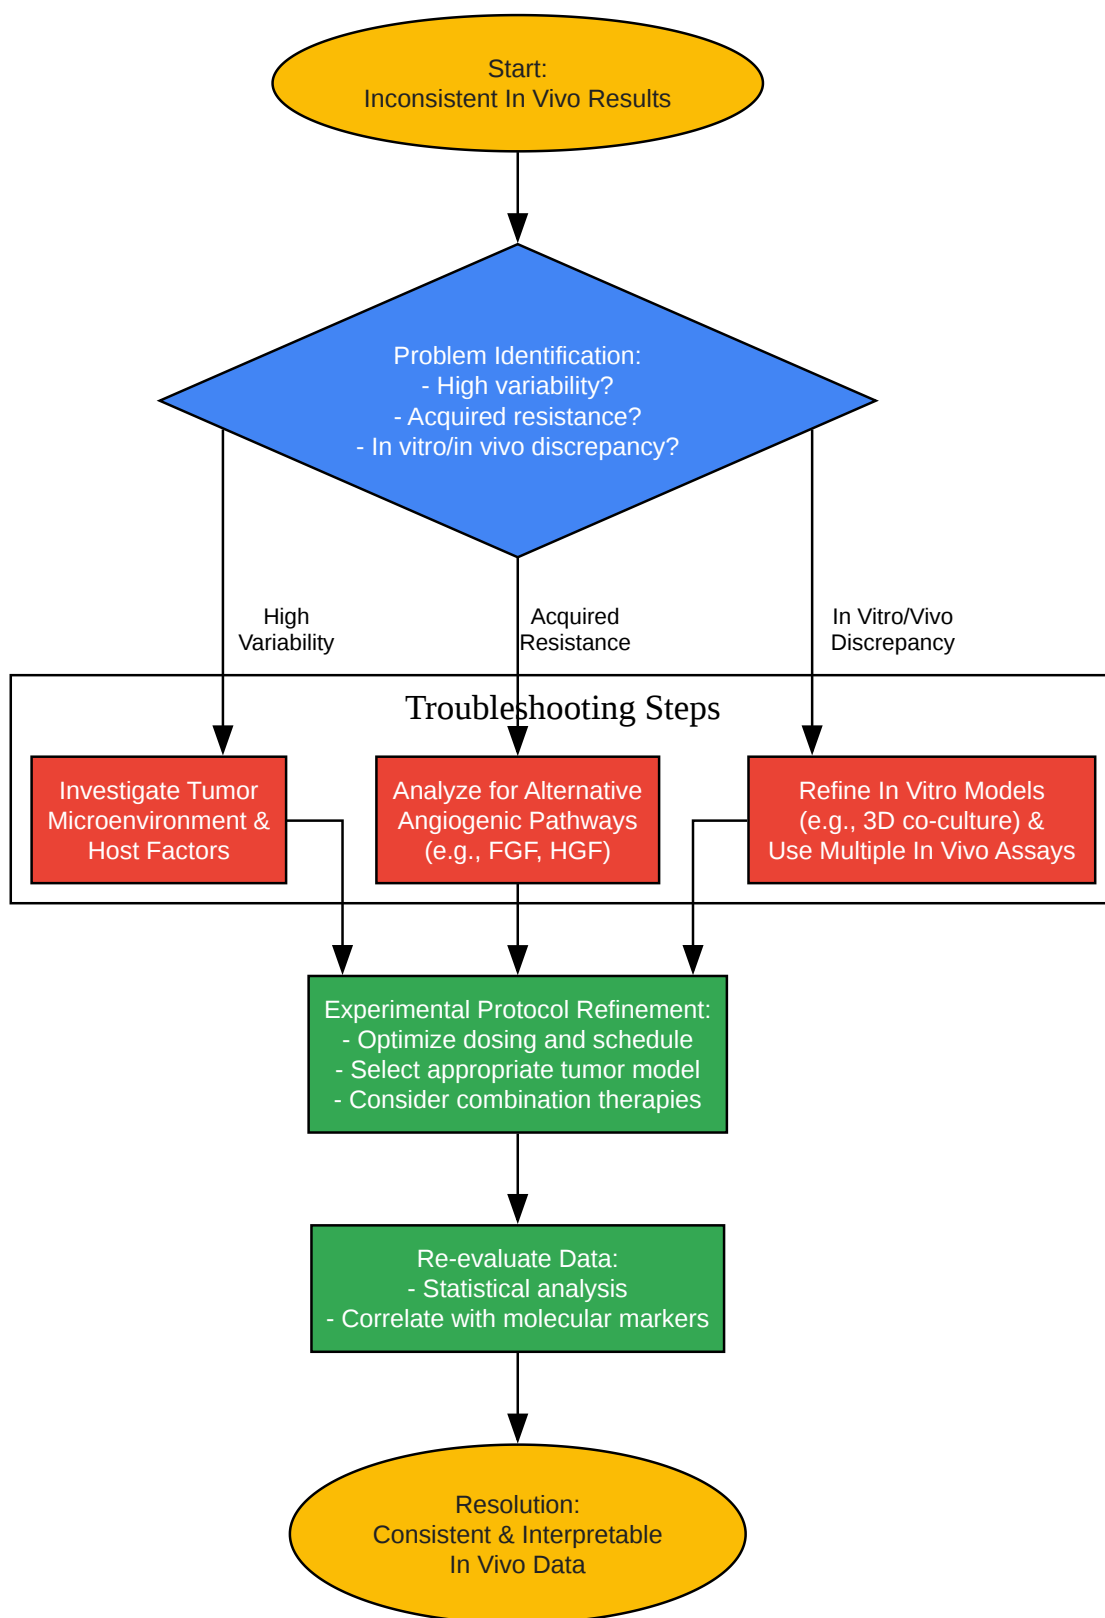 Start:
Inconsistent In Vivo Results
Problem Identification:
- High variability?
- Acquired resistance?
- In vitro/in vivo discrepancy?
High
Variability
Acquired
Resistance
In Vitro/Vivo
Discrepancy
Troubleshooting Steps
Investigate Tumor
Microenvironment &
Host Factors
Analyze for Alternative
Angiogenic Pathways
(e.g., FGF, HGF)
Refine In Vitro Models
(e.g., 3D co-culture) &
Use Multiple In Vivo Assays
Experimental Protocol Refinement:
- Optimize dosing and schedule
- Select appropriate tumor model
- Consider combination therapies
Re-evaluate Data:
- Statistical analysis
- Correlate with molecular markers
Resolution:
Consistent & Interpretable
In Vivo Data